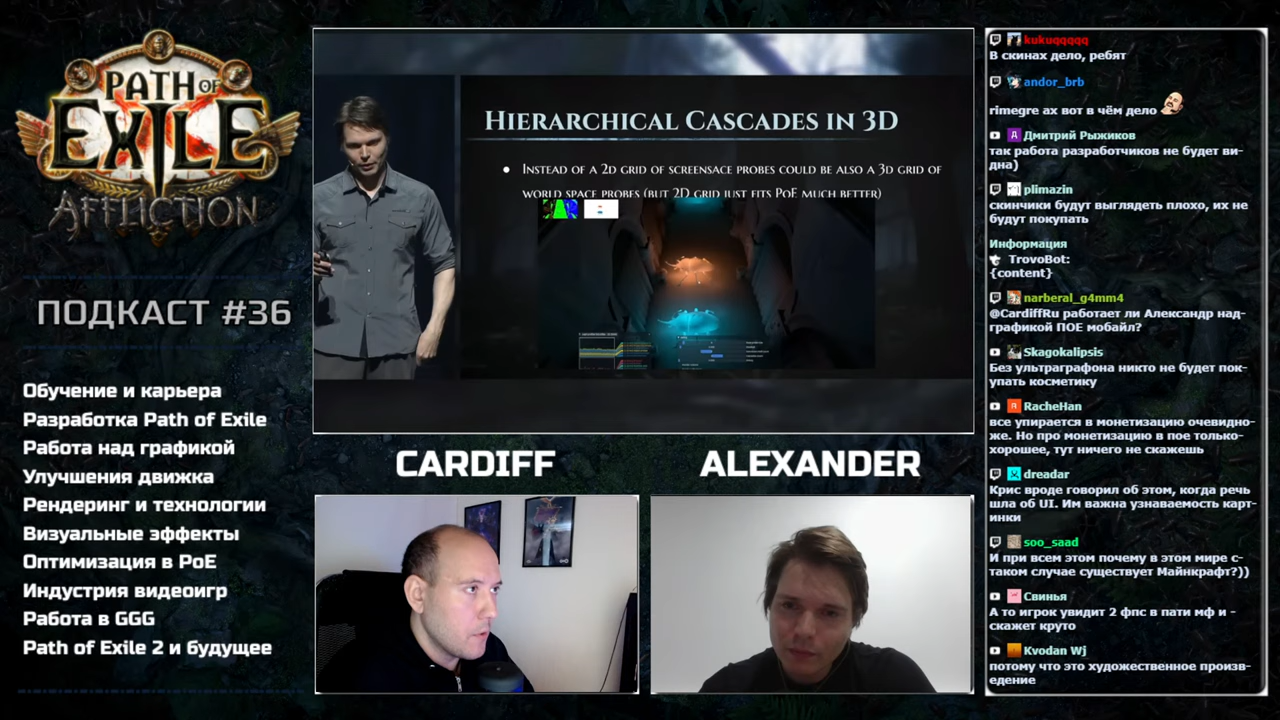 PATH OF
EXILE
AFFLICTION
ПОДКАСТ #36
Обучение и карьера
Разработка Path of Exile
Работа над графикой
Улучшения движка
Рендеринг и технологии
Визуальные эффекты
Оптимизация в PoE
Индустрия видеоигр
Работа в GGG
Path of Exile 2 и будущее
HIERARCHICAL CASCADES IN 3D
● INSTEAD OF A 2D GRID OF SCREENSACE PROBES COULD BE ALSO A 3D GRID OF
WORLD SPACE PROBES (BUT 2D GRID JUST FITS POE MUCH BETTER)
CARDIFF
ALEXANDER
kukuqqqqq
В скинах дело, ребят
andor_brb
rimegre ах вот в чём дело
Дмитрий Рыжиков
так работа разработчиков не будет ви-
дна)
plimazin
скинчики будут выглядеть плохо, их не
будут покупать
Информация
TrovoBot:
{content}
narberal_g4mm4
@CardiffRu работает ли Александр над-
графикой ПОЕ мобайл?
Skagokalipsis
Без ультраграфона никто не будет пок-
упать косметику
RacheHan
все упирается в монетизацию очевидно-
же. Но про монетизацию в пое только-
хорошее, тут ничего не скажешь
dreadar
Крис вроде говорил об этом, когда речь
шла об UI. Им важна узнаваемость карт-
инки
soo_saad
И при всем этом почему в этом мире с-
таком случае существует Майнкрафт?))
Свинья
А то игрок увидит 2 фпс в пати мф и -
скажет круто
Kvodan Wj
потому что это художественное произв-
едение